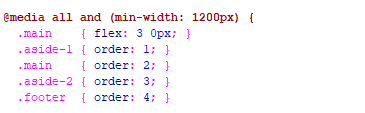 @media all and (min-width: 1200px) {
  .main    { flex: 3 0px; }
  .aside-1 { order: 1; }
  .main    { order: 2; }
  .aside-2 { order: 3; }
  .footer  { order: 4; }